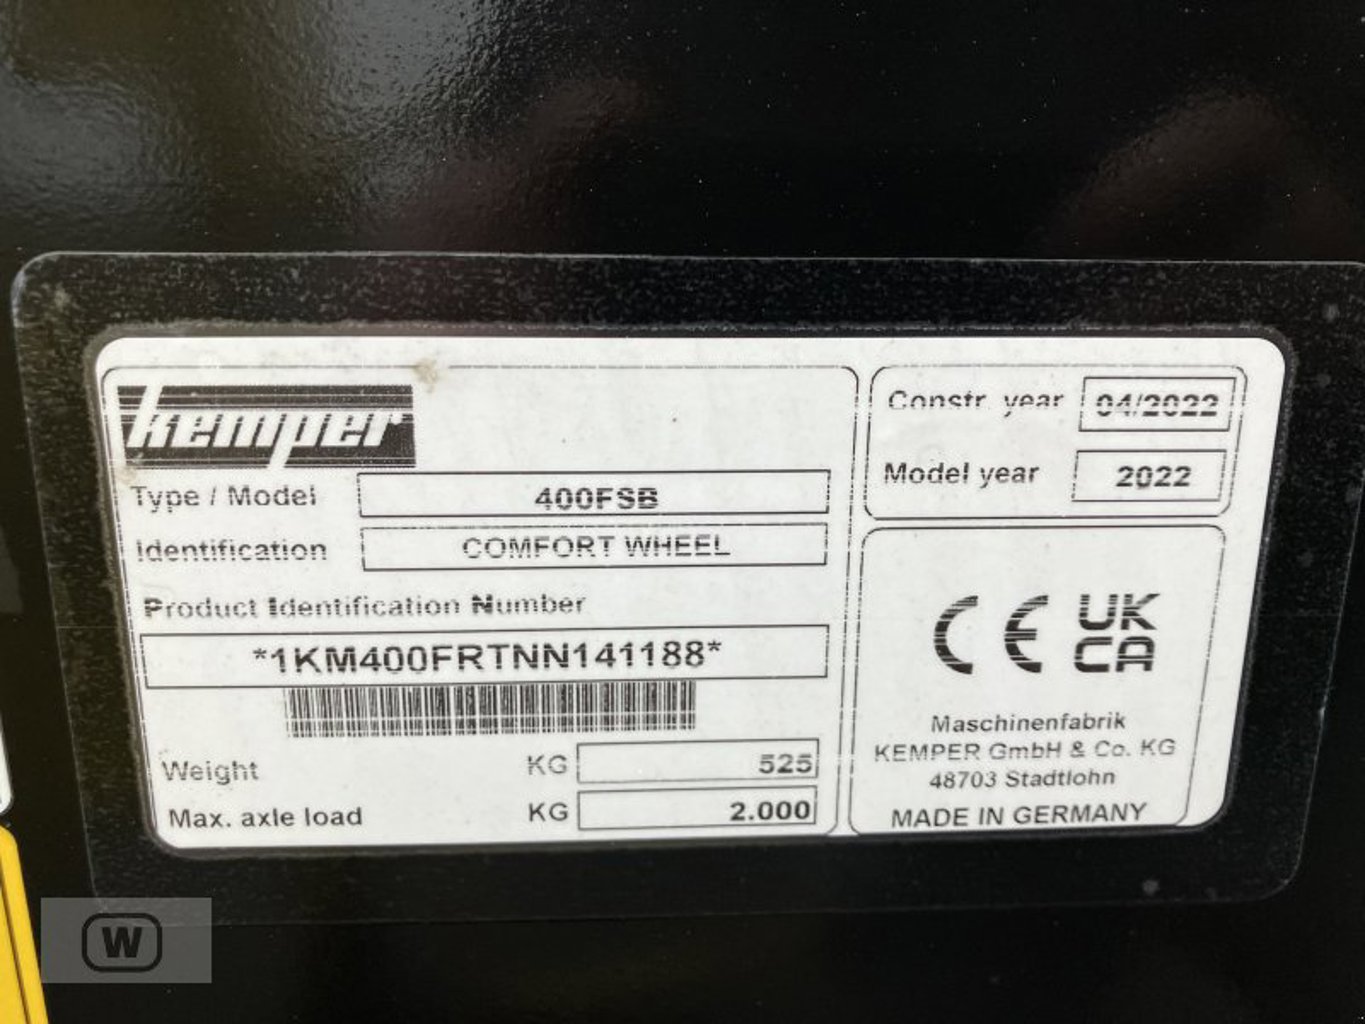 kemper
Type / Model 400FSB
Identification COMFORT WHEEL
Product Identification Number
*1KM400FRTNN141188*
Weight KG 525
Max. axle load KG 2.000
Constr. year 04/2022
Model year 2022
CE UK
CA
Maschinenfabrik
KEMPER GmbH & Co. KG
48703 Stadtlohn
MADE IN GERMANY
W